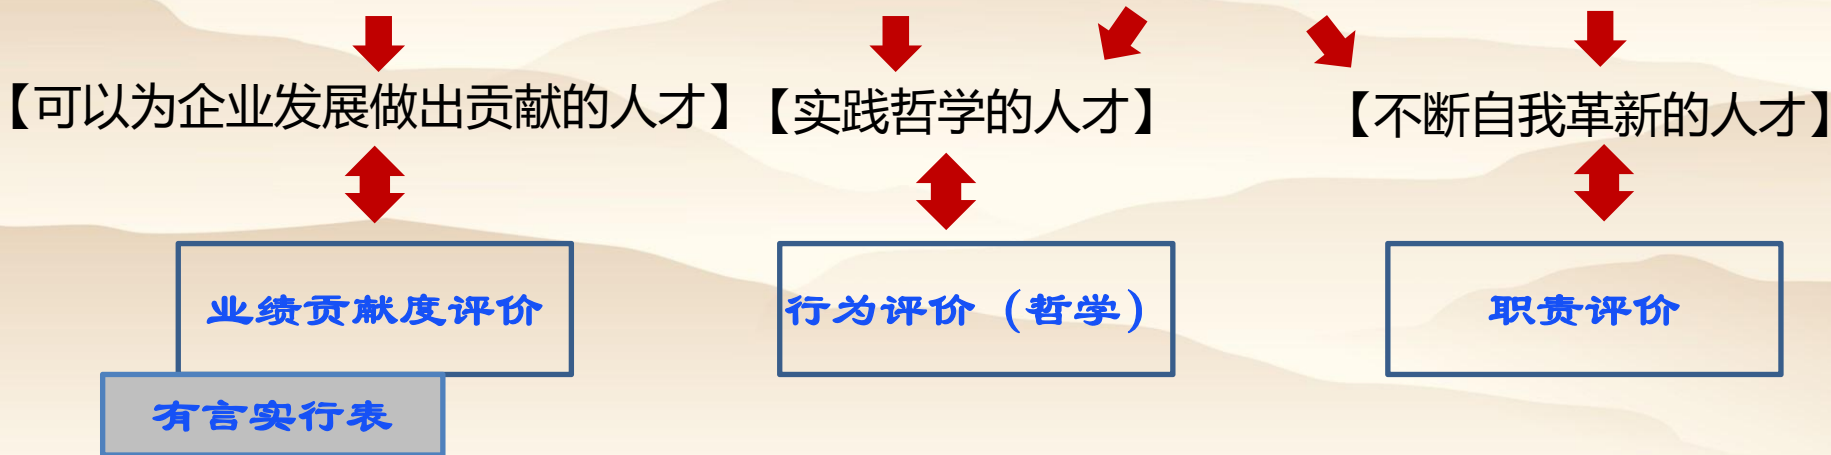 【可以为企业发展做出贡献的人才】
【实践哲学的人才】
【不断自我革新的人才】
业绩贡献度评价
行为评价（哲学）
职责评价
有言实行表